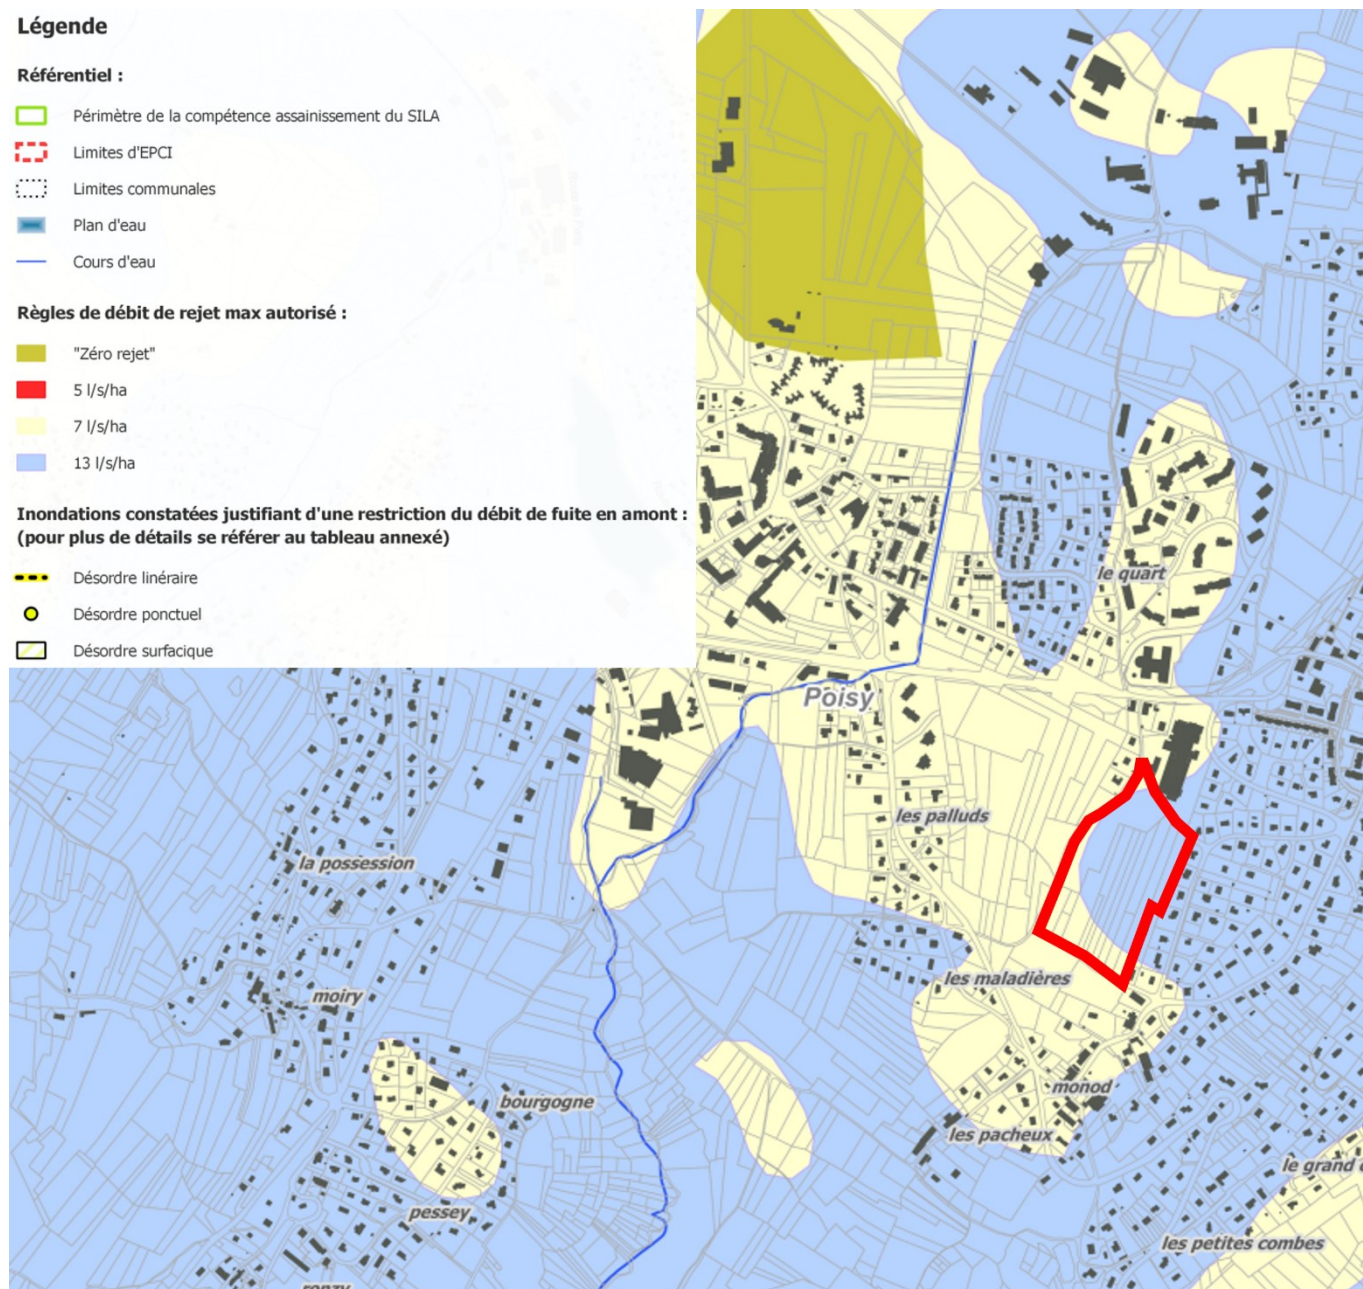 Légende
Référentiel :
Périmètre de la compétence assainissement du SILA
Limites d'EPCI
Limites communales
Plan d'eau
Cours d'eau
Règles de débit de rejet max autorisé :
"Zéro rejet"
5 l/s/ha
7 l/s/ha
13 l/s/ha
Inondations constatées justifiant d'une restriction du débit de fuite en amont :
(pour plus de détails se référer au tableau annexé)
Désordre linéraire
Désordre ponctuel
Désordre surfacique
le quart
Poisy
les palluds
la possession
les maladières
moiry
monod
bourgogne
les pacheux
le grand
pessey
les petites combes